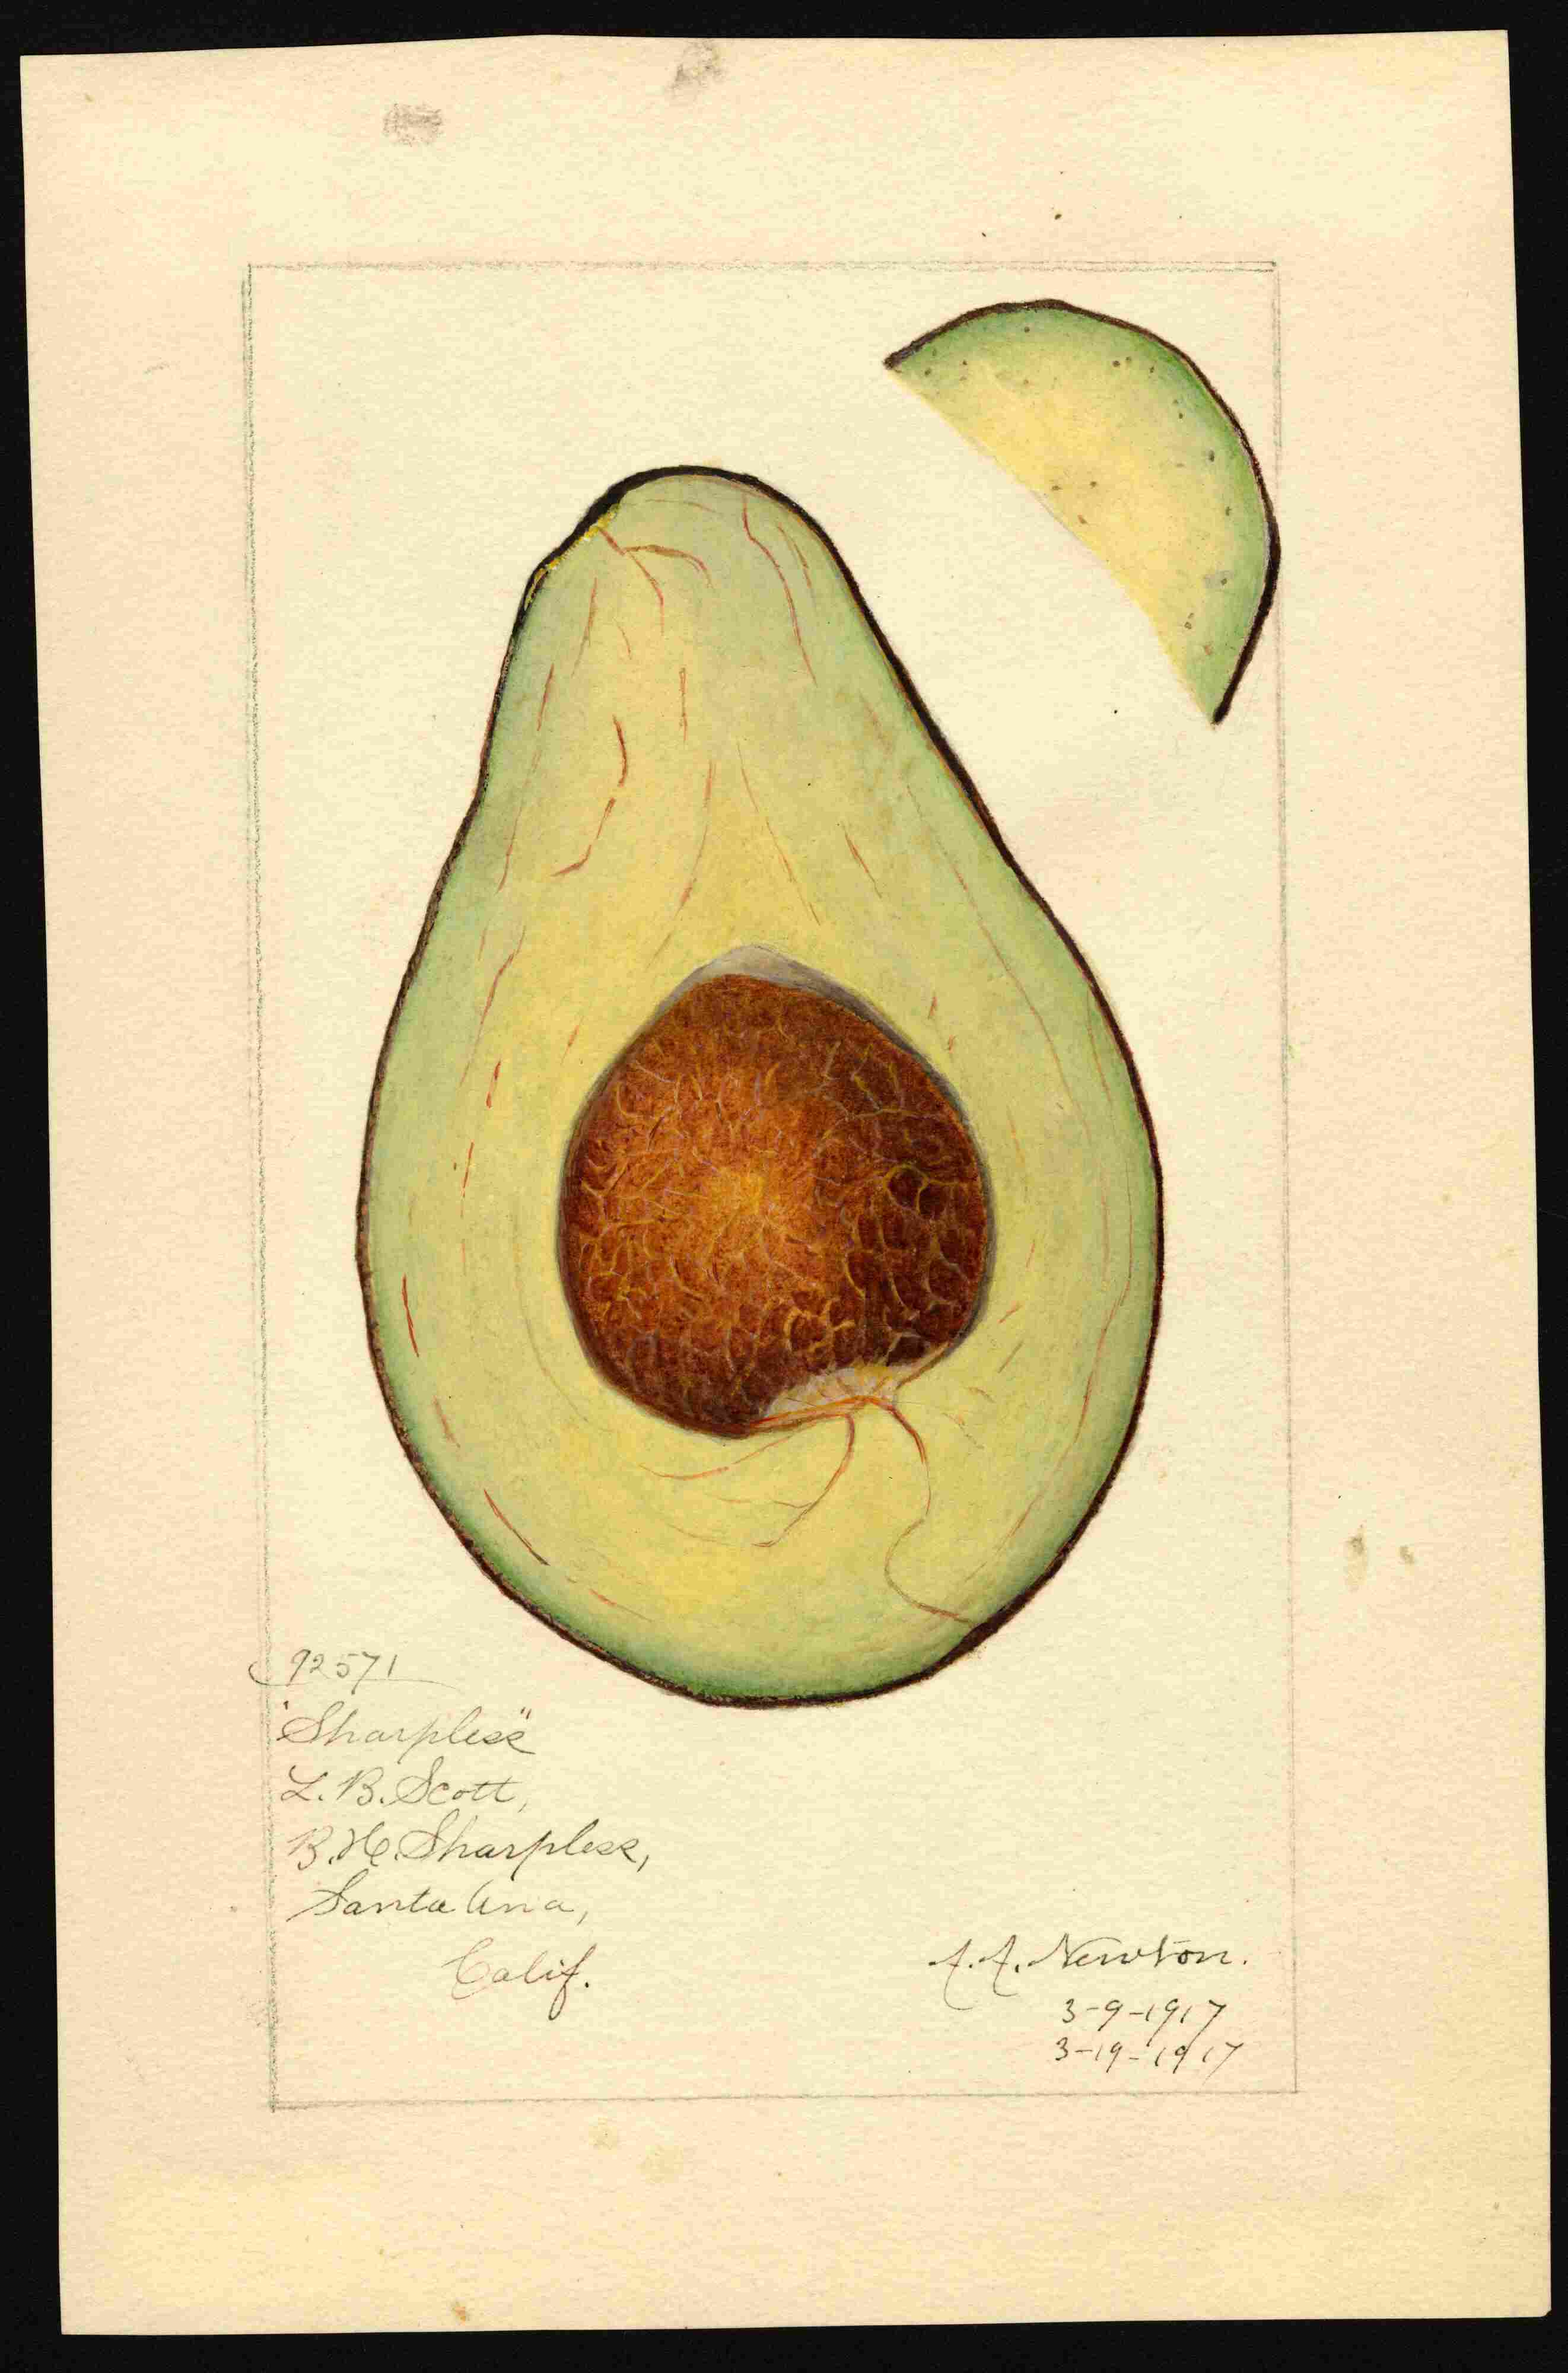 92571
"Sharpless"
L. B. Scott,
B. H. Sharpless,
Santa Ana,
Calif.
A. A. Newton.
3-9-1917
3-19-1917